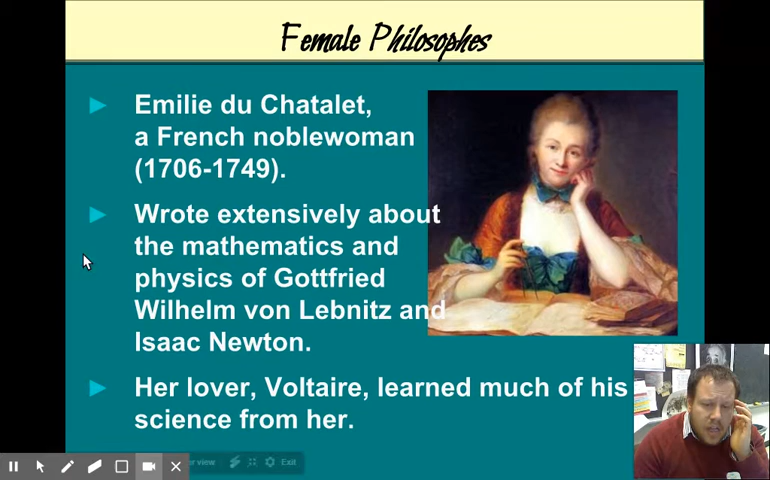 Female Philosophes
Emilie du Chatalet,
a French noblewoman
(1706-1749).
Wrote extensively about
the mathematics and
physics of Gottfried
Wilhelm von Lebnitz and
Isaac Newton.
Her lover, Voltaire, learned much of his
science from her.
view Exit